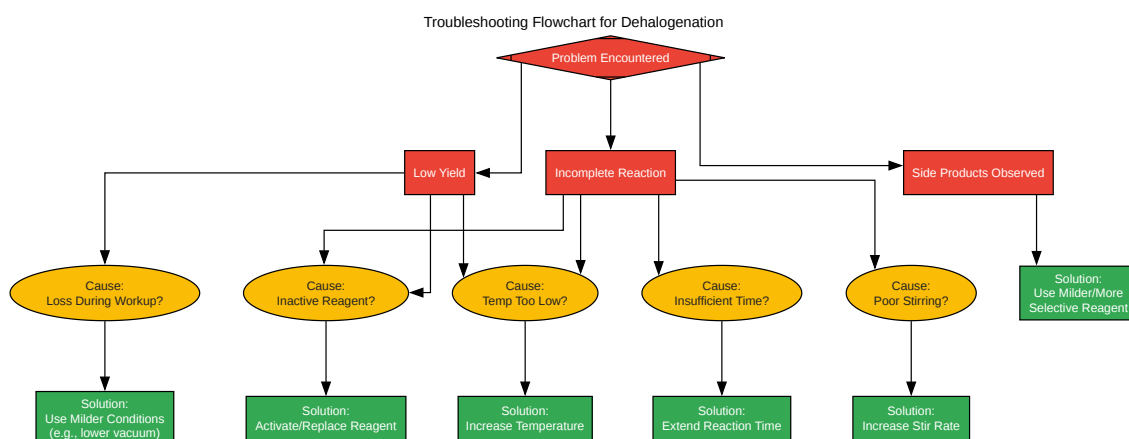 Troubleshooting Flowchart for Dehalogenation
Problem Encountered
Low Yield
Incomplete Reaction
Side Products Observed
Cause:
Loss During Workup?
Cause:
Inactive Reagent?
Cause:
Temp Too Low?
Cause:
Insufficient Time?
Cause:
Poor Stirring?
Solution:
Use Milder/More
Selective Reagent
Solution:
Use Milder Conditions
(e.g., lower vacuum)
Solution:
Activate/Replace Reagent
Solution:
Increase Temperature
Solution:
Extend Reaction Time
Solution:
Increase Stir Rate